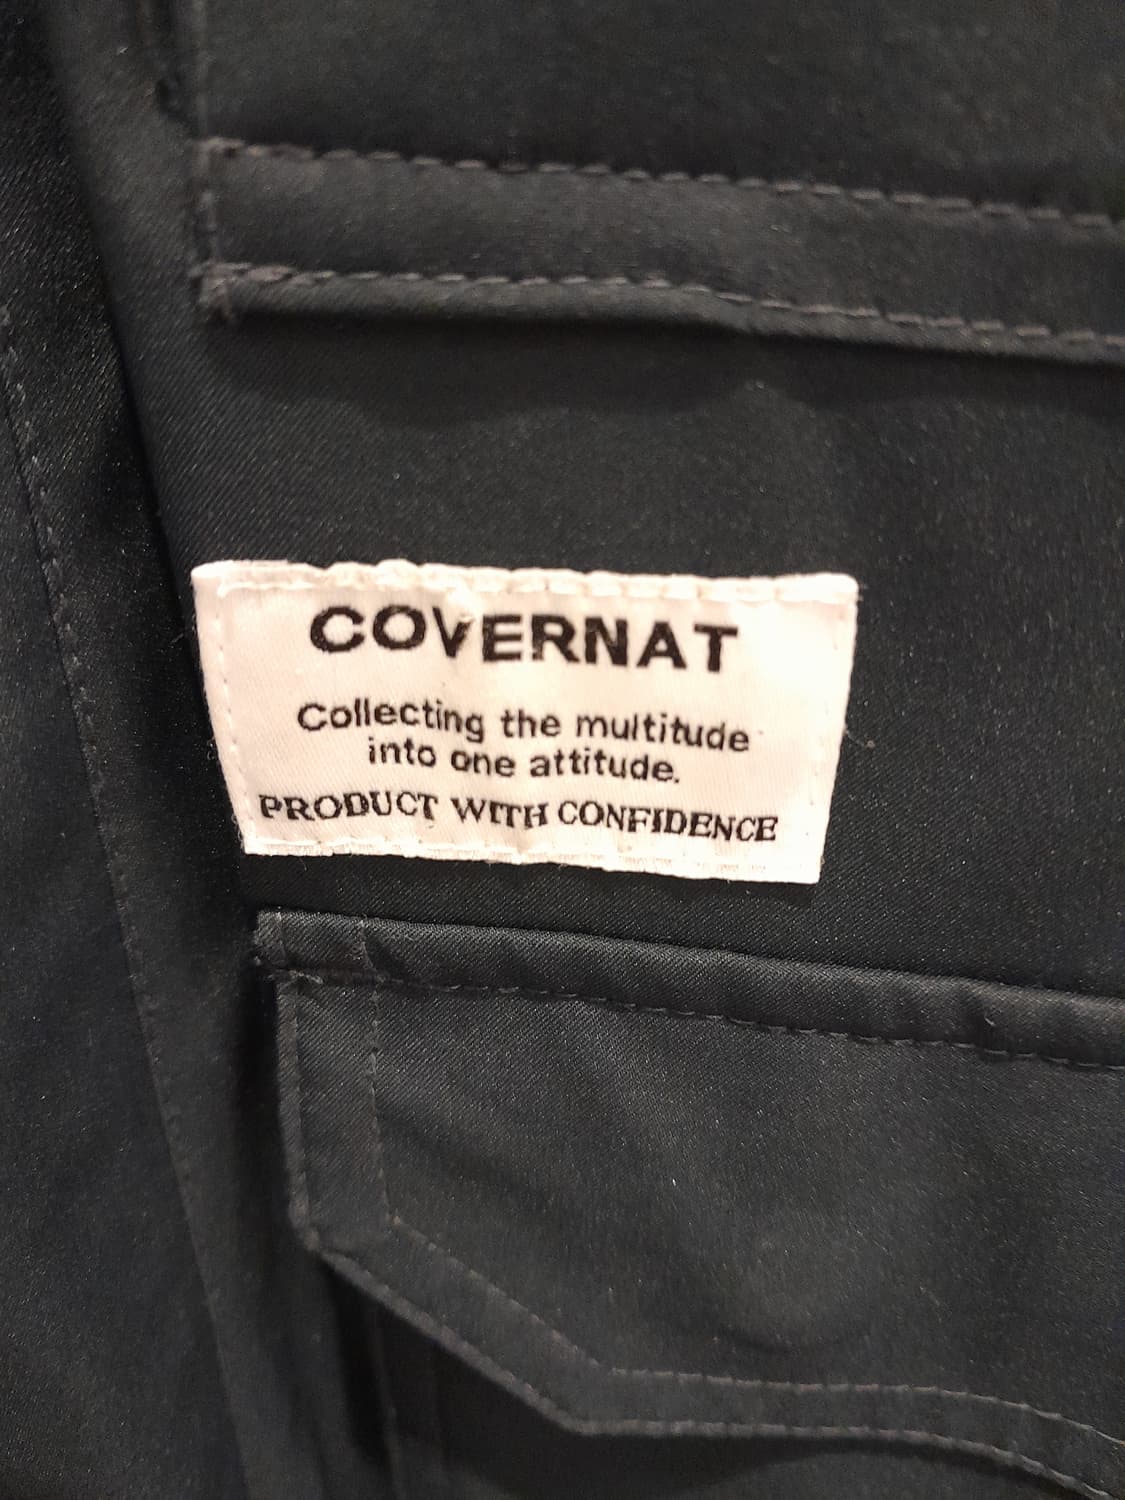 COVERNAT
Collecting the multitude
into one attitude.
PRODUCT WITH CONFIDENCE